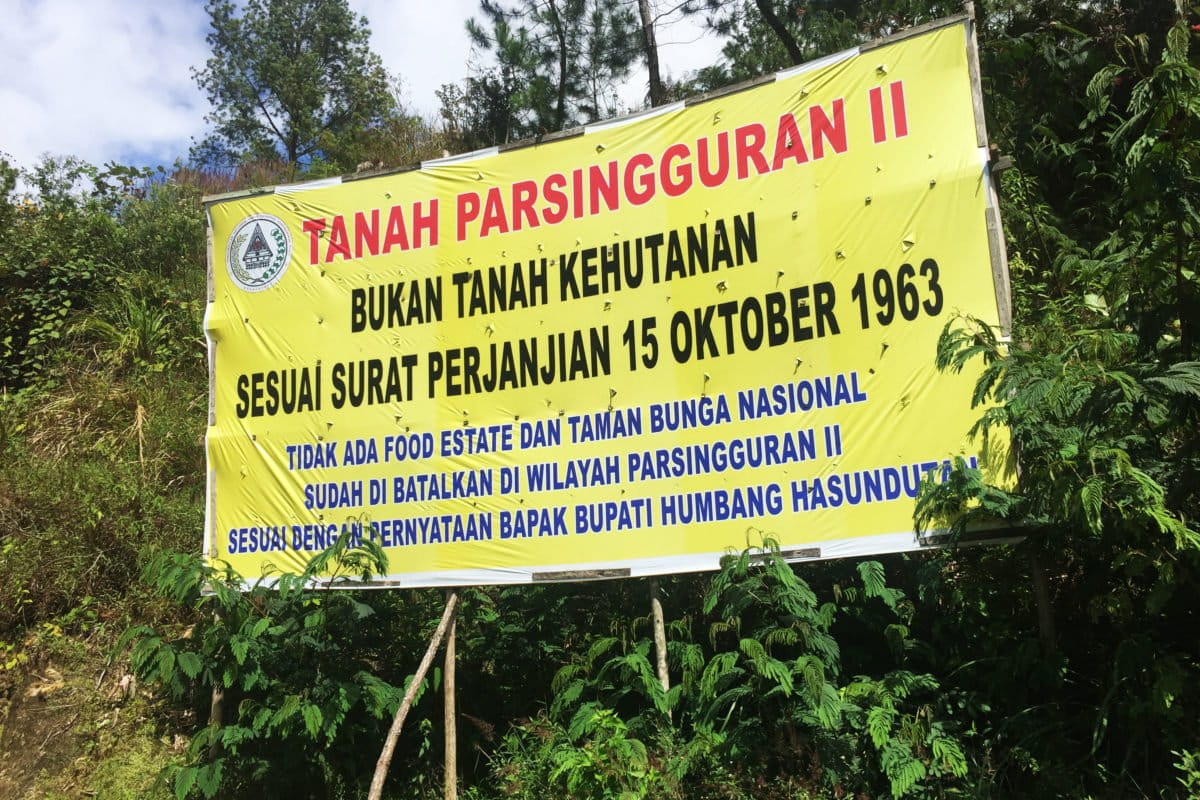 TANAH PARSINGGURAN II
BUKAN TANAH KEHUTANAN
SESUAI SURAT PERJANJIAN 15 OKTOBER 1963
TIDAK ADA FOOD ESTATE DAN TAMAN BUNGA NASIONAL
SUDAH DI BATALKAN DI WILAYAH PARSINGGURAN II
SESUAI DENGAN PERNYATAAN BAPAK BUPATI HUMBANG HASUNDUTAN